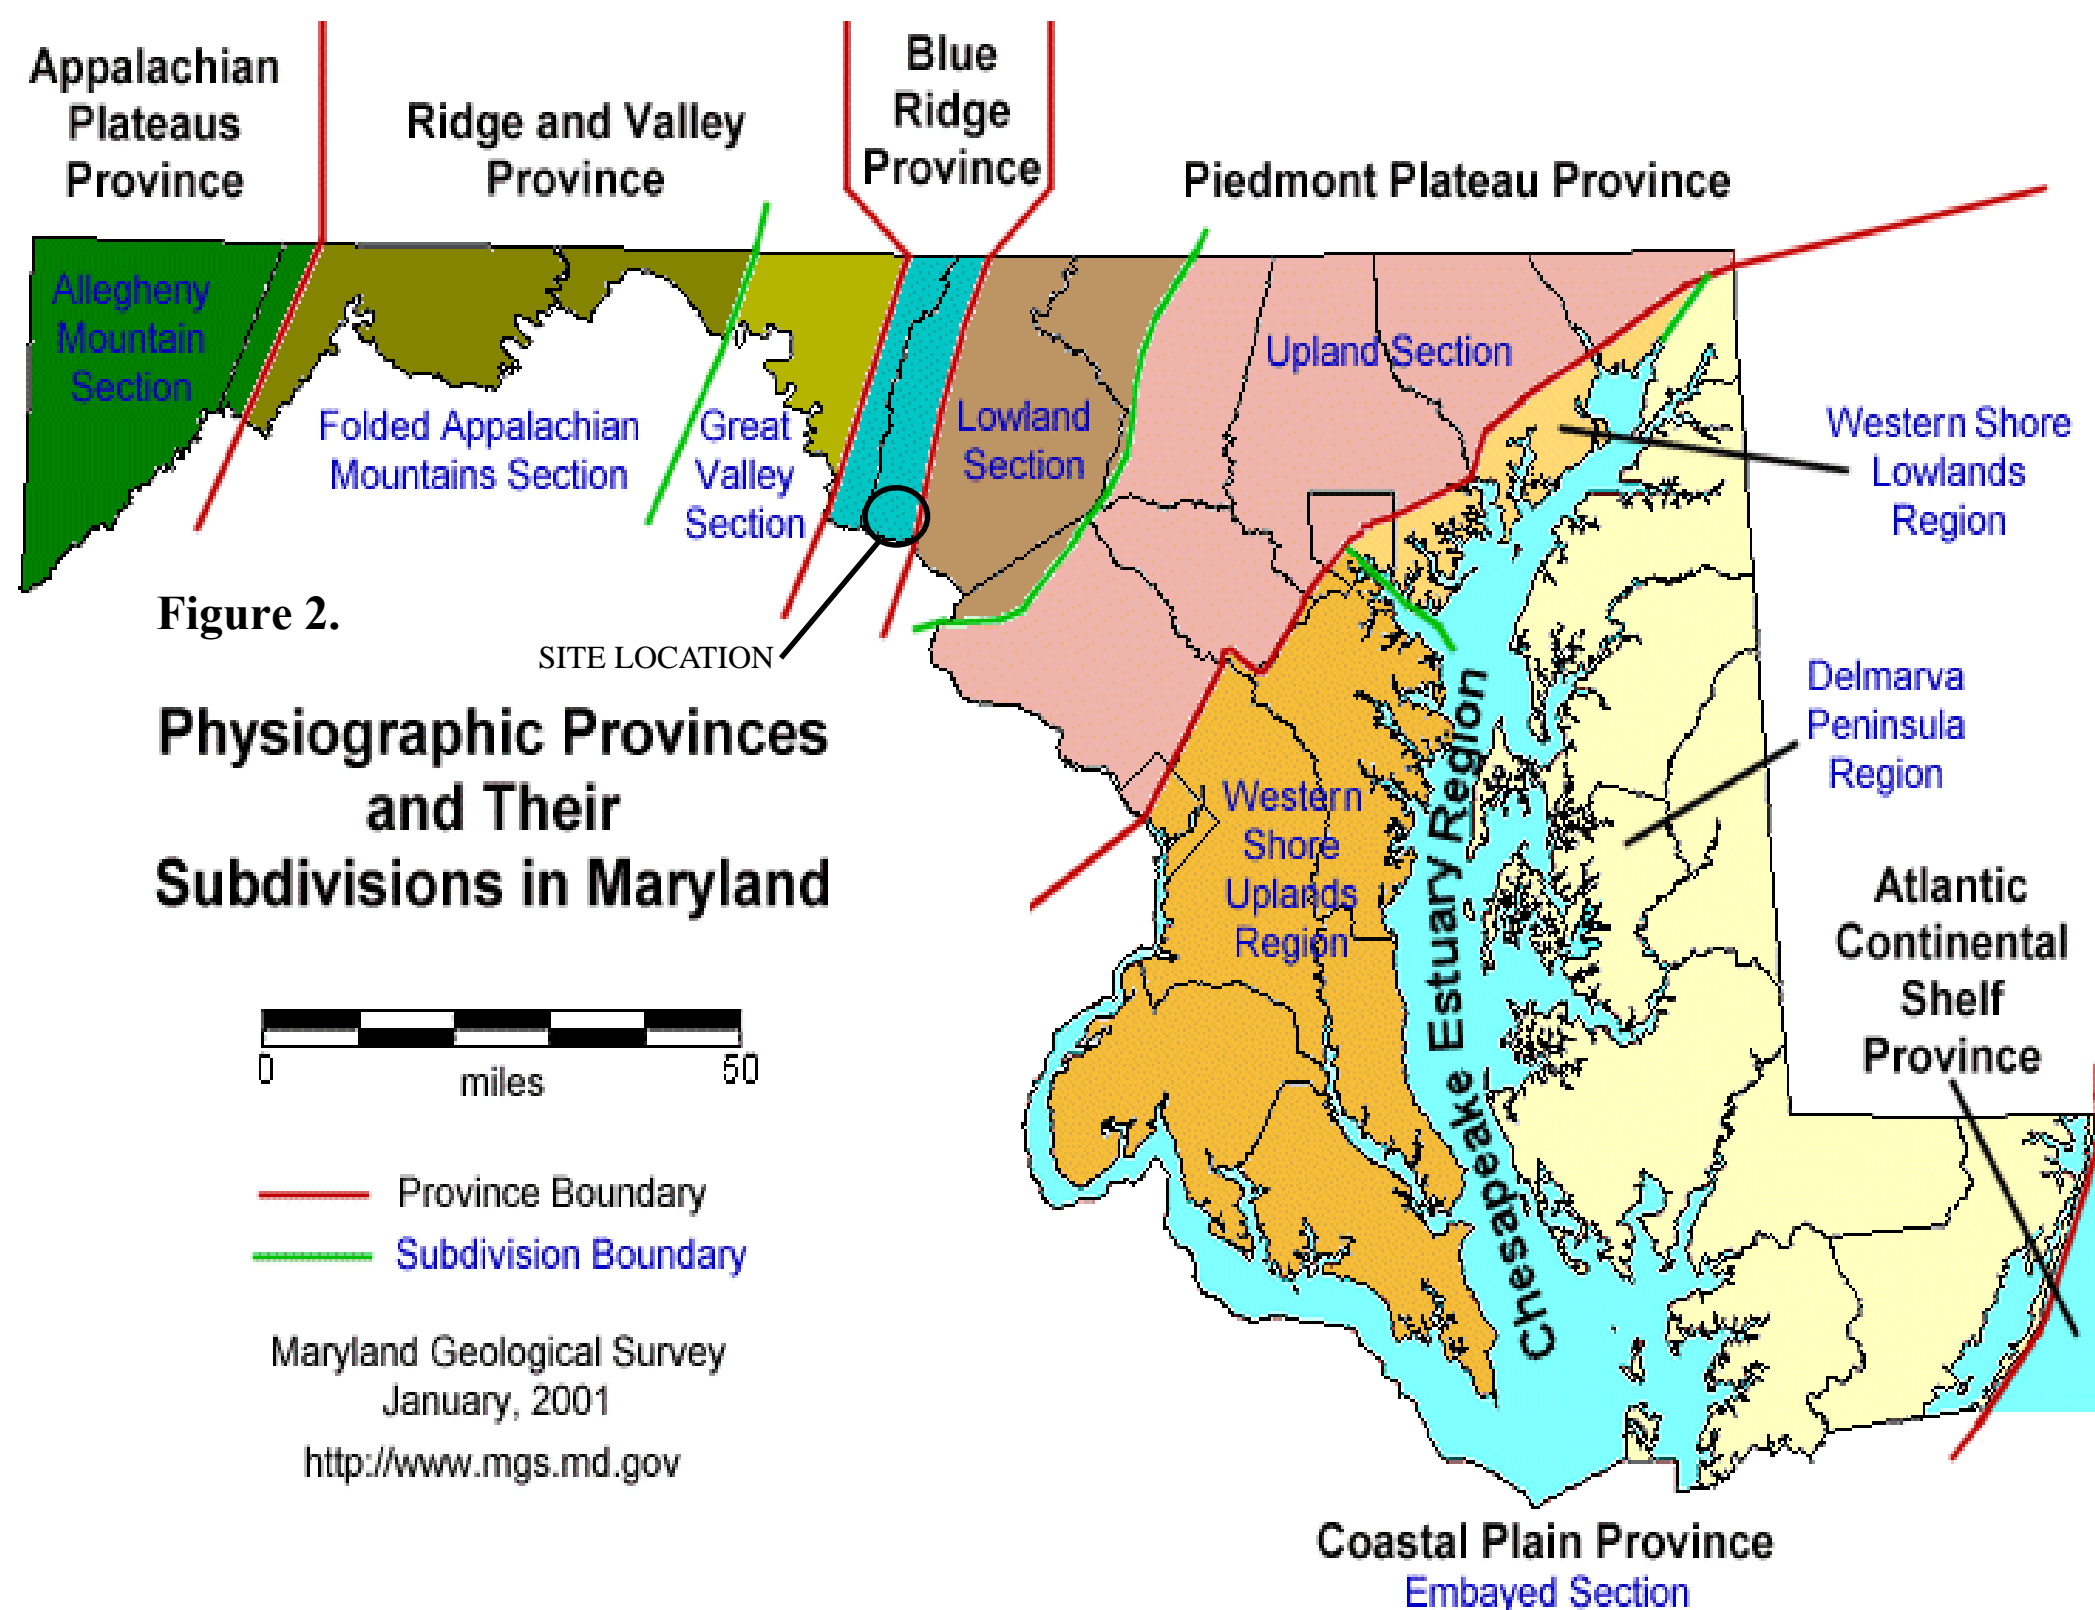 Appalachian
Plateaus
Province
Ridge and Valley
Province
Blue
Ridge
Province
Piedmont Plateau Province
Allegheny
Mountain
Section
Folded Appalachian
Mountains Section
Great
Valley
Section
Lowland
Section
Upland Section
Western Shore
Lowlands
Region
Figure 2.
SITE LOCATION
Physiographic Provinces
and Their
Subdivisions in Maryland
Delmarva
Peninsula
Region
Western
Shore
Uplands
Region
Chesapeake Estuary Region
Atlantic
Continental
Shelf
Province
0 50
miles
Province Boundary
Subdivision Boundary
Maryland Geological Survey
January, 2001
http://www.mgs.md.gov
Coastal Plain Province
Embayed Section